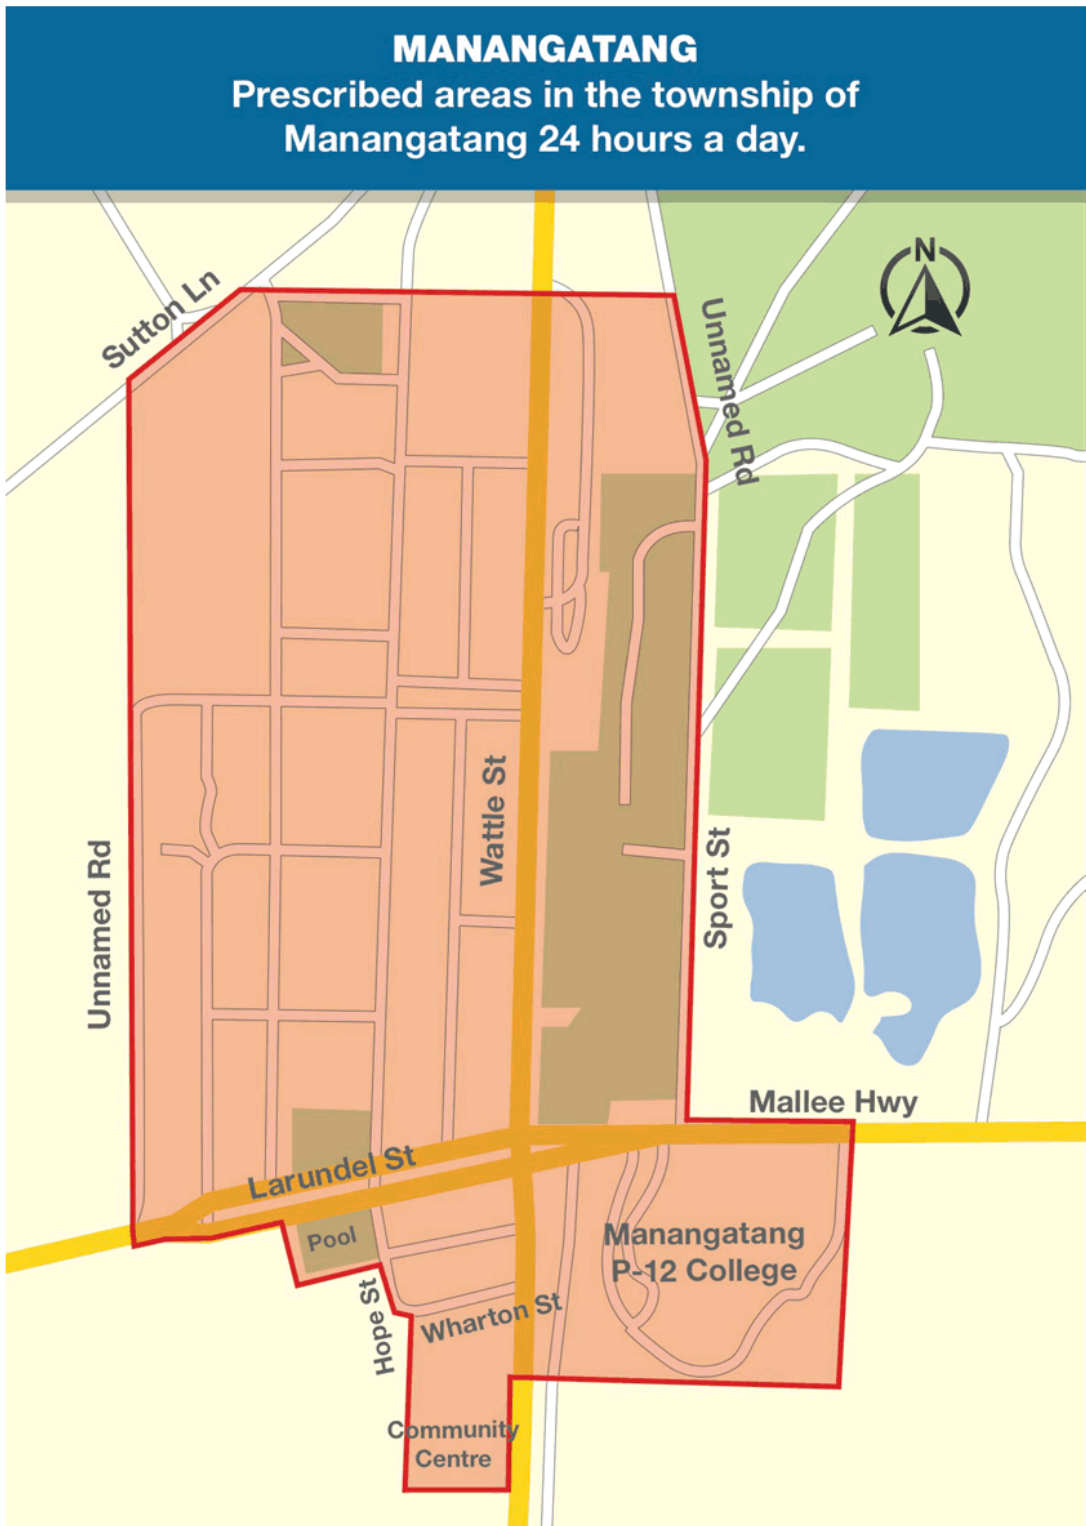 MANANGATANG
Prescribed areas in the township of
Manangatang 24 hours a day.
N
Sutton Ln
Unnamed Rd
Wattle St
Unnamed Rd
Sport St
Mallee Hwy
Larundel St
Pool
Manangatang
P-12 College
Hope St
Wharton St
Community
Centre